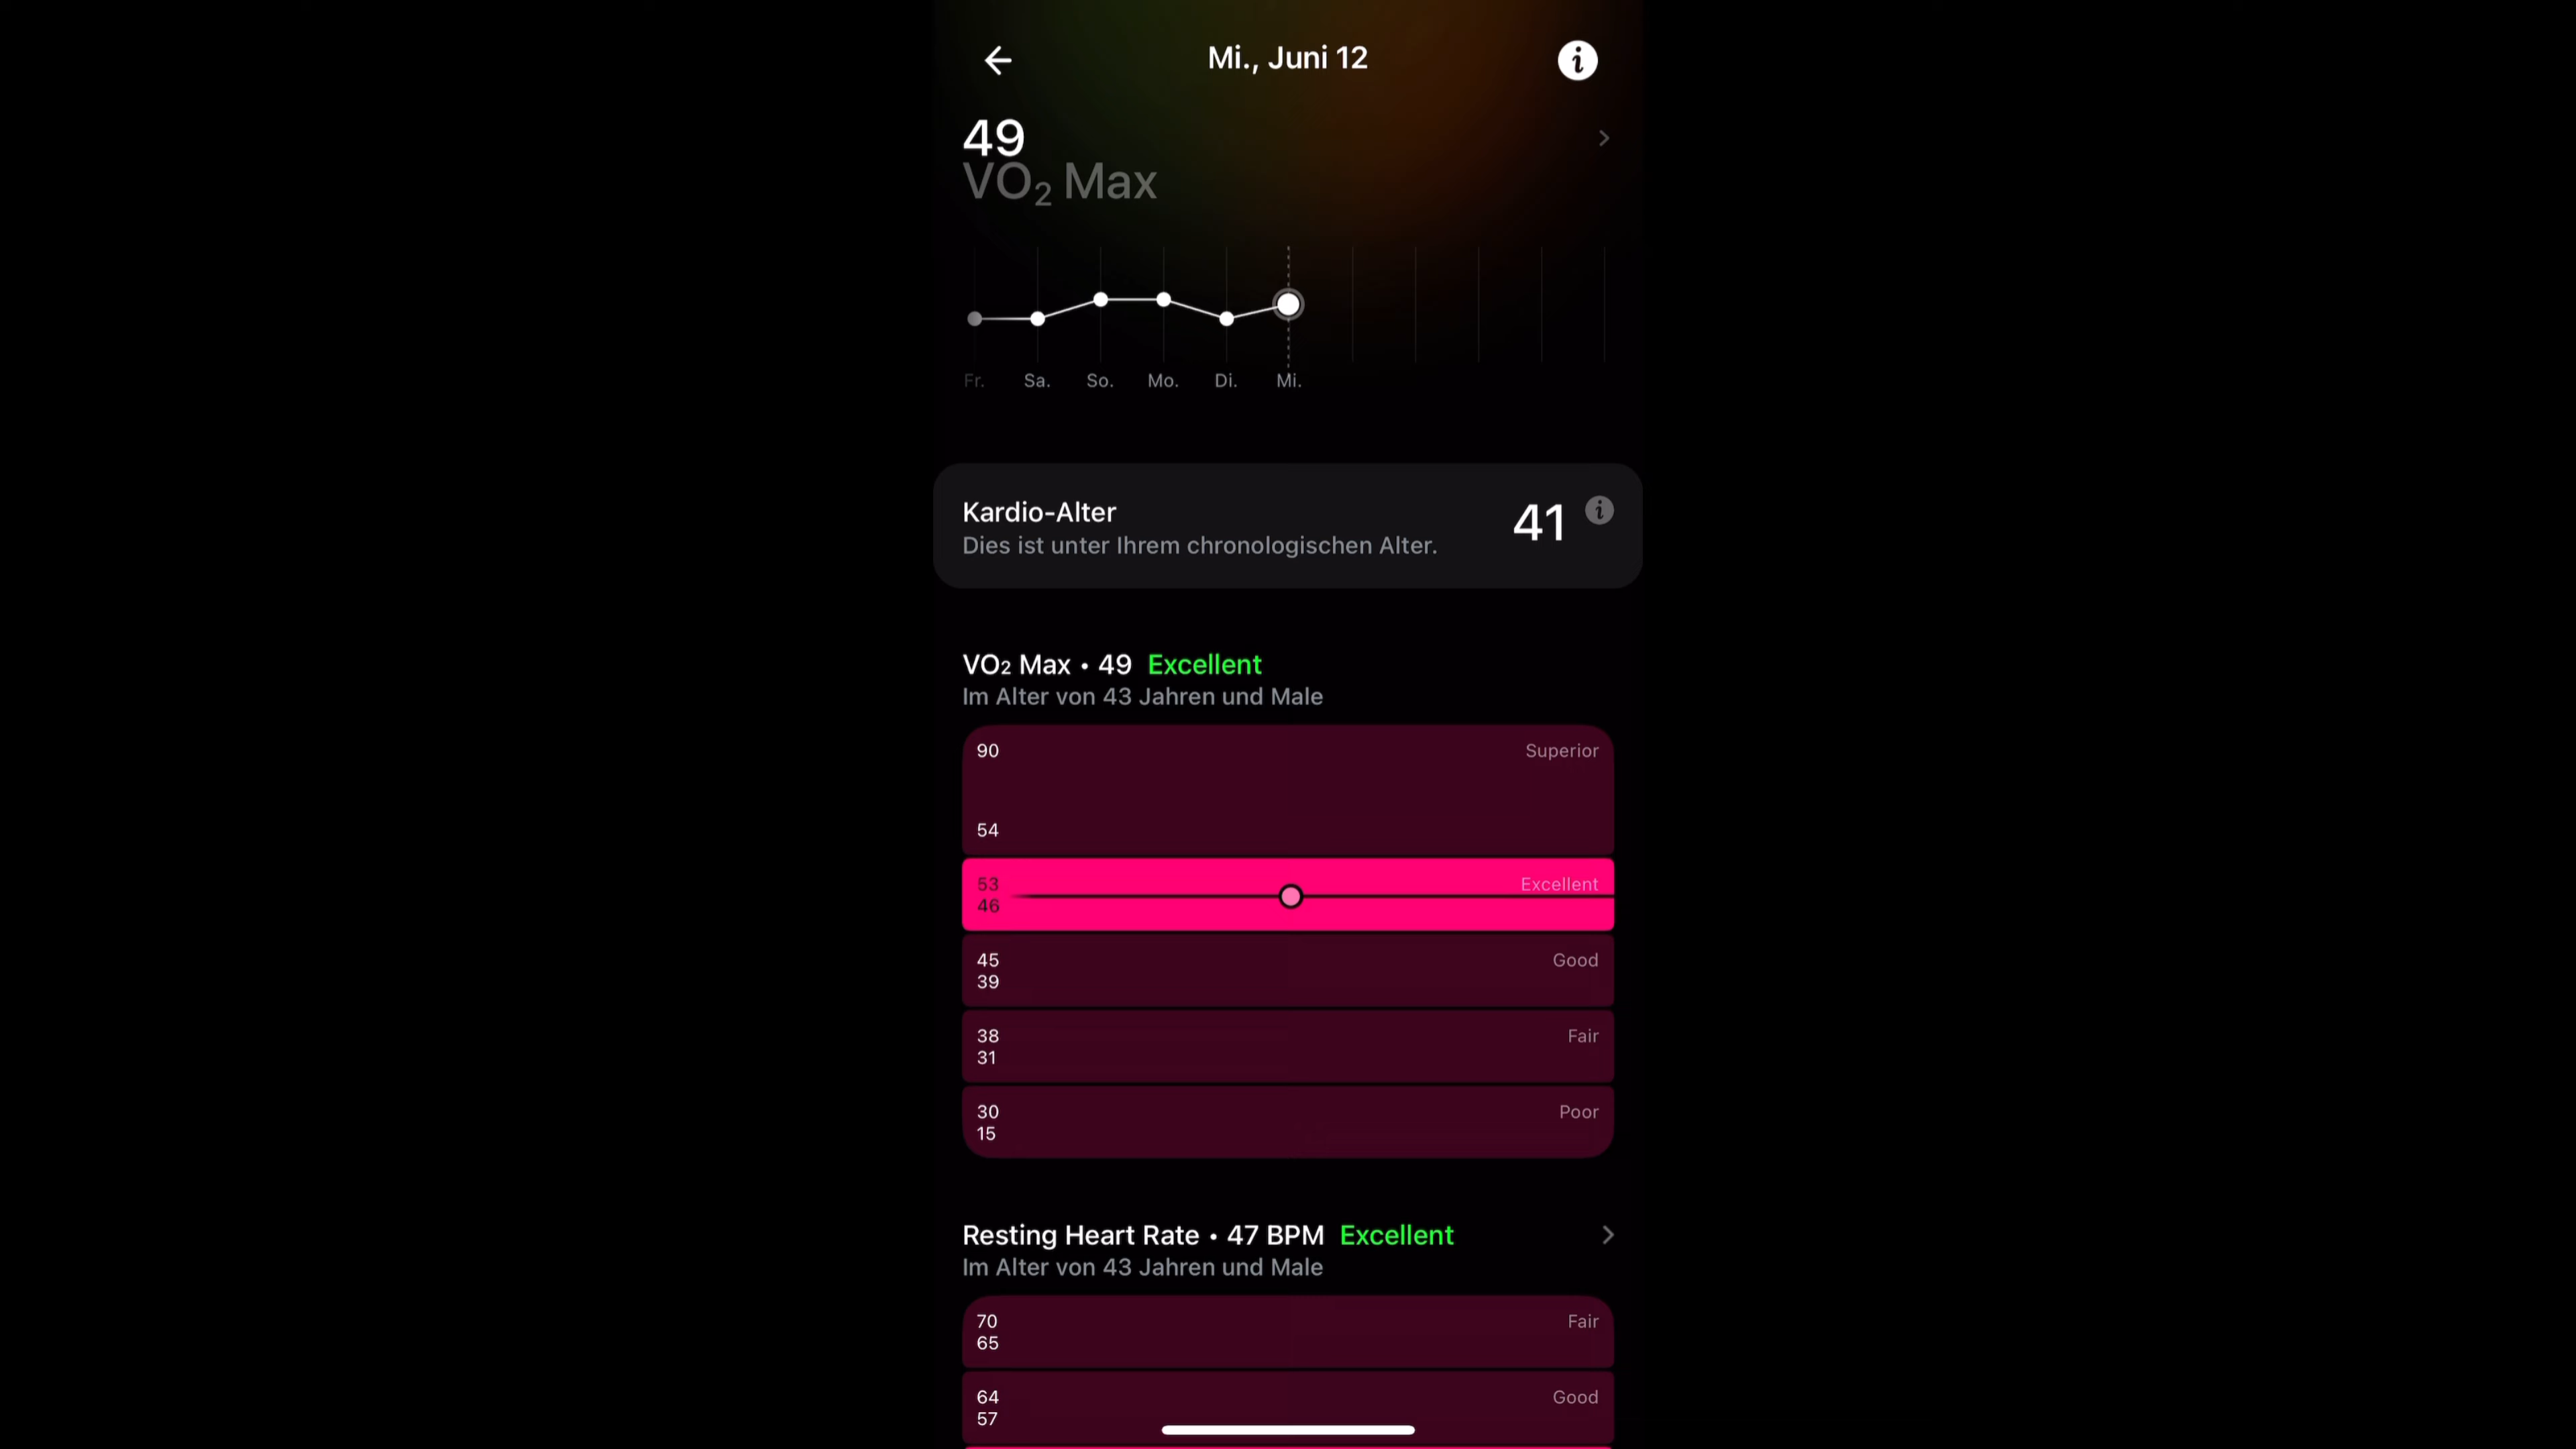 Mi., Juni 12
49
VO₂ Max
Fr. Sa. So. Mo. Di. Mi.
Kardio-Alter
Dies ist unter Ihrem chronologischen Alter.
41
VO₂ Max • 49 Excellent
Im Alter von 43 Jahren und Male
90 Superior
54
53 Excellent
46
45 Good
39
38 Fair
31
30 Poor
15
Resting Heart Rate • 47 BPM Excellent
Im Alter von 43 Jahren und Male
70 Fair
65
64 Good
57